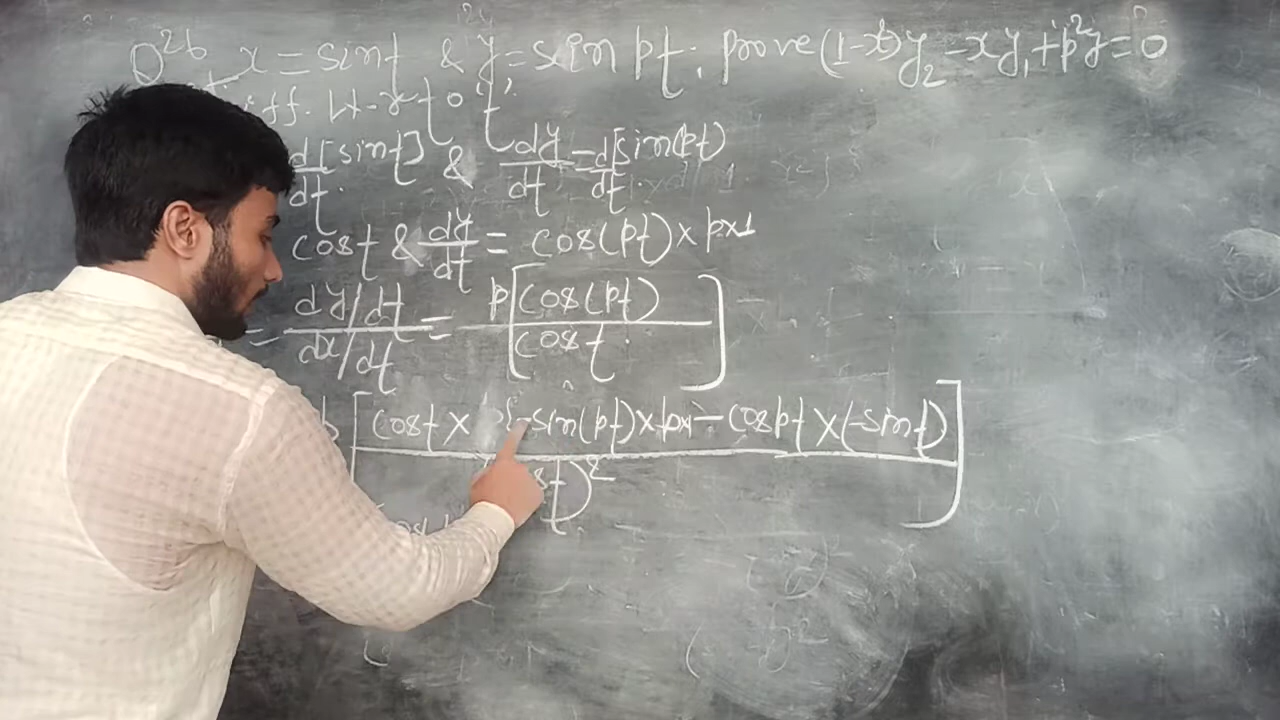 Q26 x = sint & y = sin pt; prove (1-x²)y₂ - xy₁ + p²y = 0
diff. w.r.to 't',
d/dt [sint] & dy/dt = d/dt [sin(pt)
cost & dy/dt = cos(pt) × p×1
= dy/dt / dx/dt = p[cos(pt) / cost]
[cost × -sin(pt) × p×1 - cos pt × (-sint) / )²]